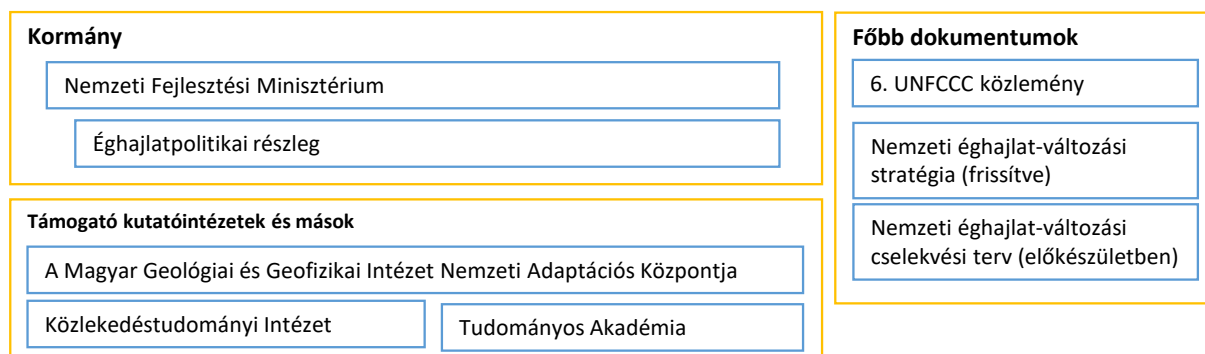 Kormány
Nemzeti Fejlesztési Minisztérium
Éghajlatpolitikai részleg
Támogató kutatóintézetek és mások
A Magyar Geológiai és Geofizikai Intézet Nemzeti Adaptációs Központja
Közlekedéstudományi Intézet
Tudományos Akadémia
Főbb dokumentumok
6. UNFCCC közlemény
Nemzeti éghajlat-változási
stratégia (frissítve)
Nemzeti éghajlat-változási
cselekvési terv (előkészületben)